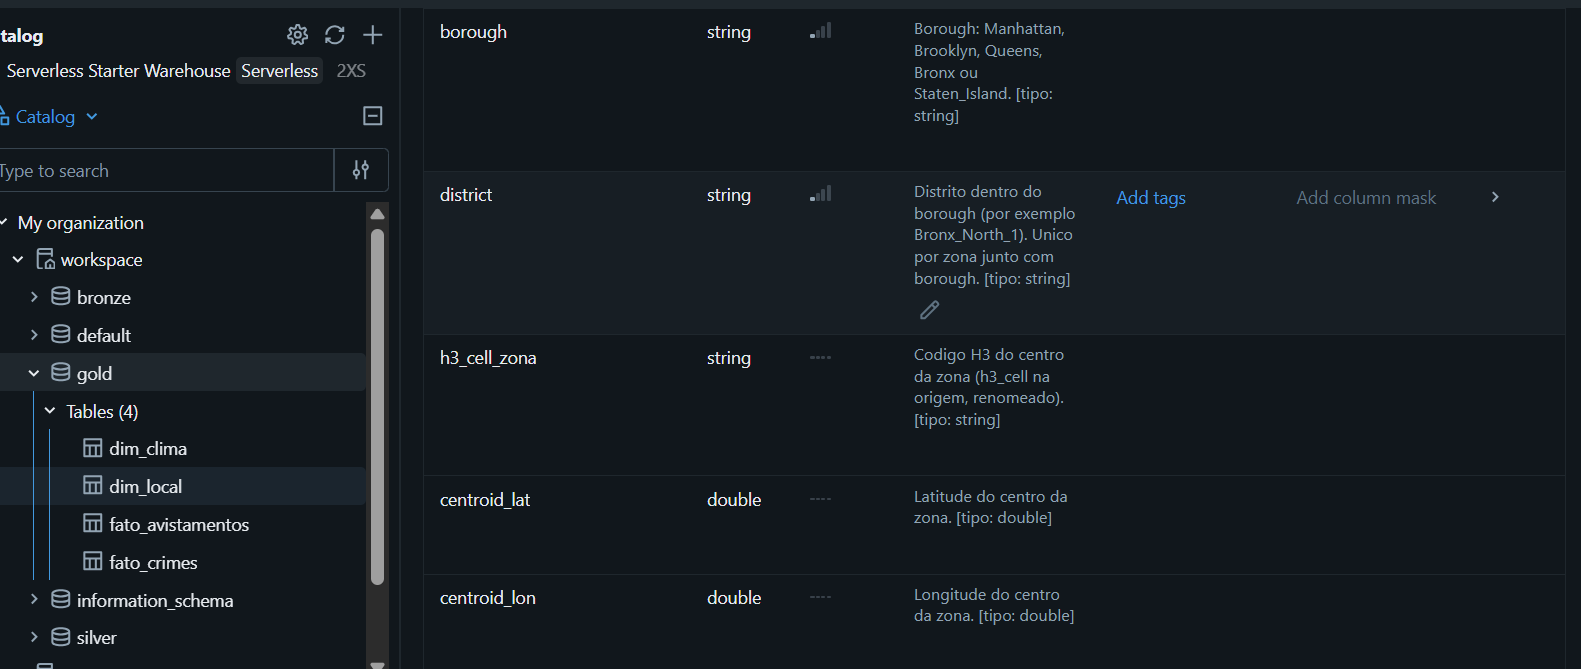 talog
Serverless Starter Warehouse Serverless 2XS
Catalog
Type to search
My organization
workspace
bronze
default
gold
Tables (4)
dim_clima
dim_local
fato_avistamentos
fato_crimes
information_schema
silver
borough string Borough: Manhattan,
Brooklyn, Queens,
Bronx ou
Staten_Island. [tipo:
string]
district string Distrito dentro do Add tags Add column mask
borough (por exemplo
Bronx_North_1). Unico
por zona junto com
borough. [tipo: string]
h3_cell_zona string Codigo H3 do centro
da zona (h3_cell na
origem, renomeado).
[tipo: string]
centroid_lat double Latitude do centro da
zona. [tipo: double]
centroid_lon double Longitude do centro
da zona. [tipo: double]